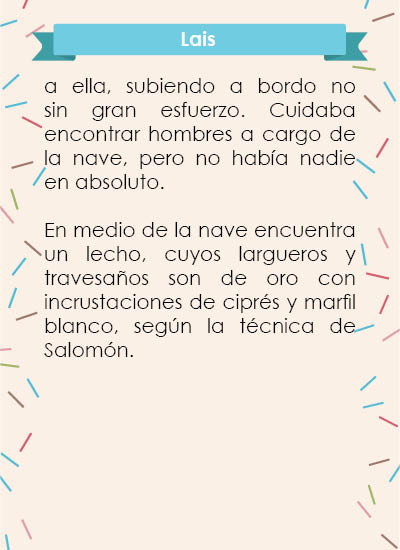 Lais
a ella, subiendo a bordo no
sin gran esfuerzo. Cuidaba
encontrar hombres a cargo de
la nave, pero no había nadie
en absoluto.
En medio de la nave encuentra
un lecho, cuyos largueros y
travesaños son de oro con
incrustaciones de ciprés y marfil
blanco, según la técnica de
Salomón.